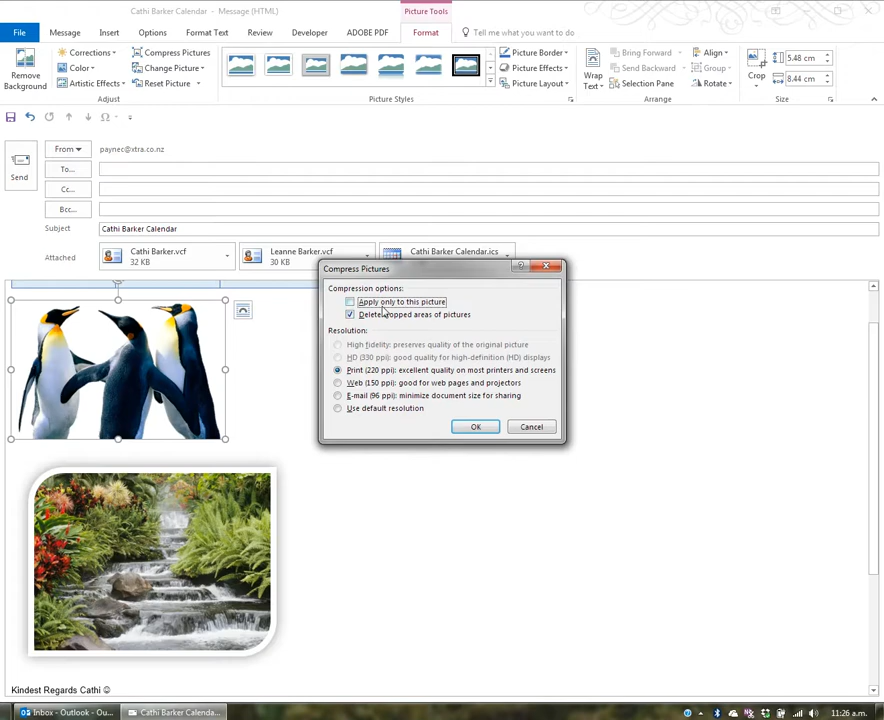 Cathi Barker Calendar - Message (HTML)
Picture Tools
File
Message
Insert
Options
Format Text
Review
Developer
ADOBE PDF
Format
Tell me what you want to do
Remove Background
Corrections
Color
Artistic Effects
Compress Pictures
Change Picture
Reset Picture
Picture Border
Picture Effects
Picture Layout
Wrap Text
Bring Forward
Send Backward
Selection Pane
Align
Group
Rotate
Crop
5.48 cm
8.44 cm
Adjust
Picture Styles
Arrange
Size
Send
From
paynec@xtra.co.nz
To...
Cc...
Bcc...
Subject
Cathi Barker Calendar
Attached
Cathi Barker.vcf
32 KB
Leanne Barker.vcf
30 KB
Cathi Barker Calendar.ics
Compress Pictures
Compression options:
Apply only to this picture
Delete cropped areas of pictures
Resolution:
High fidelity: preserves quality of the original picture
HD (330 ppi): good quality for high-definition (HD) displays
Print (220 ppi): excellent quality on most printers and screens
Web (150 ppi): good for web pages and projectors
E-mail (96 ppi): minimize document size for sharing
Use default resolution
OK
Cancel
Kindest Regards Cathi ☺
Inbox - Outlook - Ou...
Cathi Barker Calenda...
11:26 a.m.